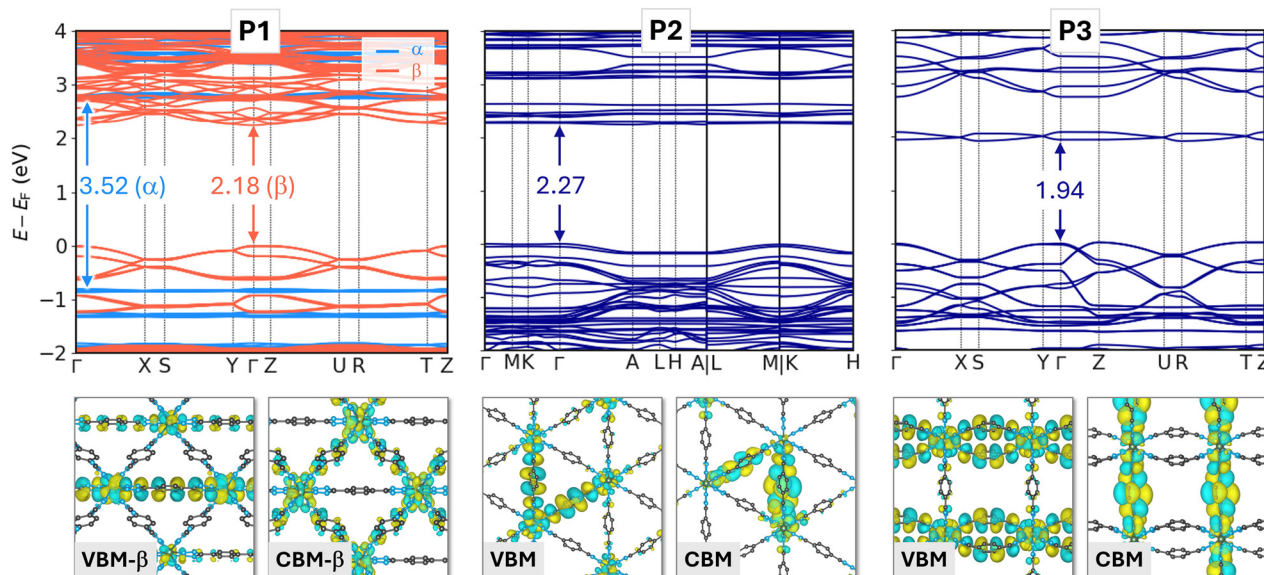 P1
P2
P3
α
β
E − E_F (eV)
4
3
2
1
0
−1
−2
3.52 (α)
2.18 (β)
2.27
1.94
Γ X S Y Γ Z U R T Z
Γ M K Γ A L H A|L M|K H
Γ X S Y Γ Z U R T Z
VBM-β
CBM-β
VBM
CBM
VBM
CBM